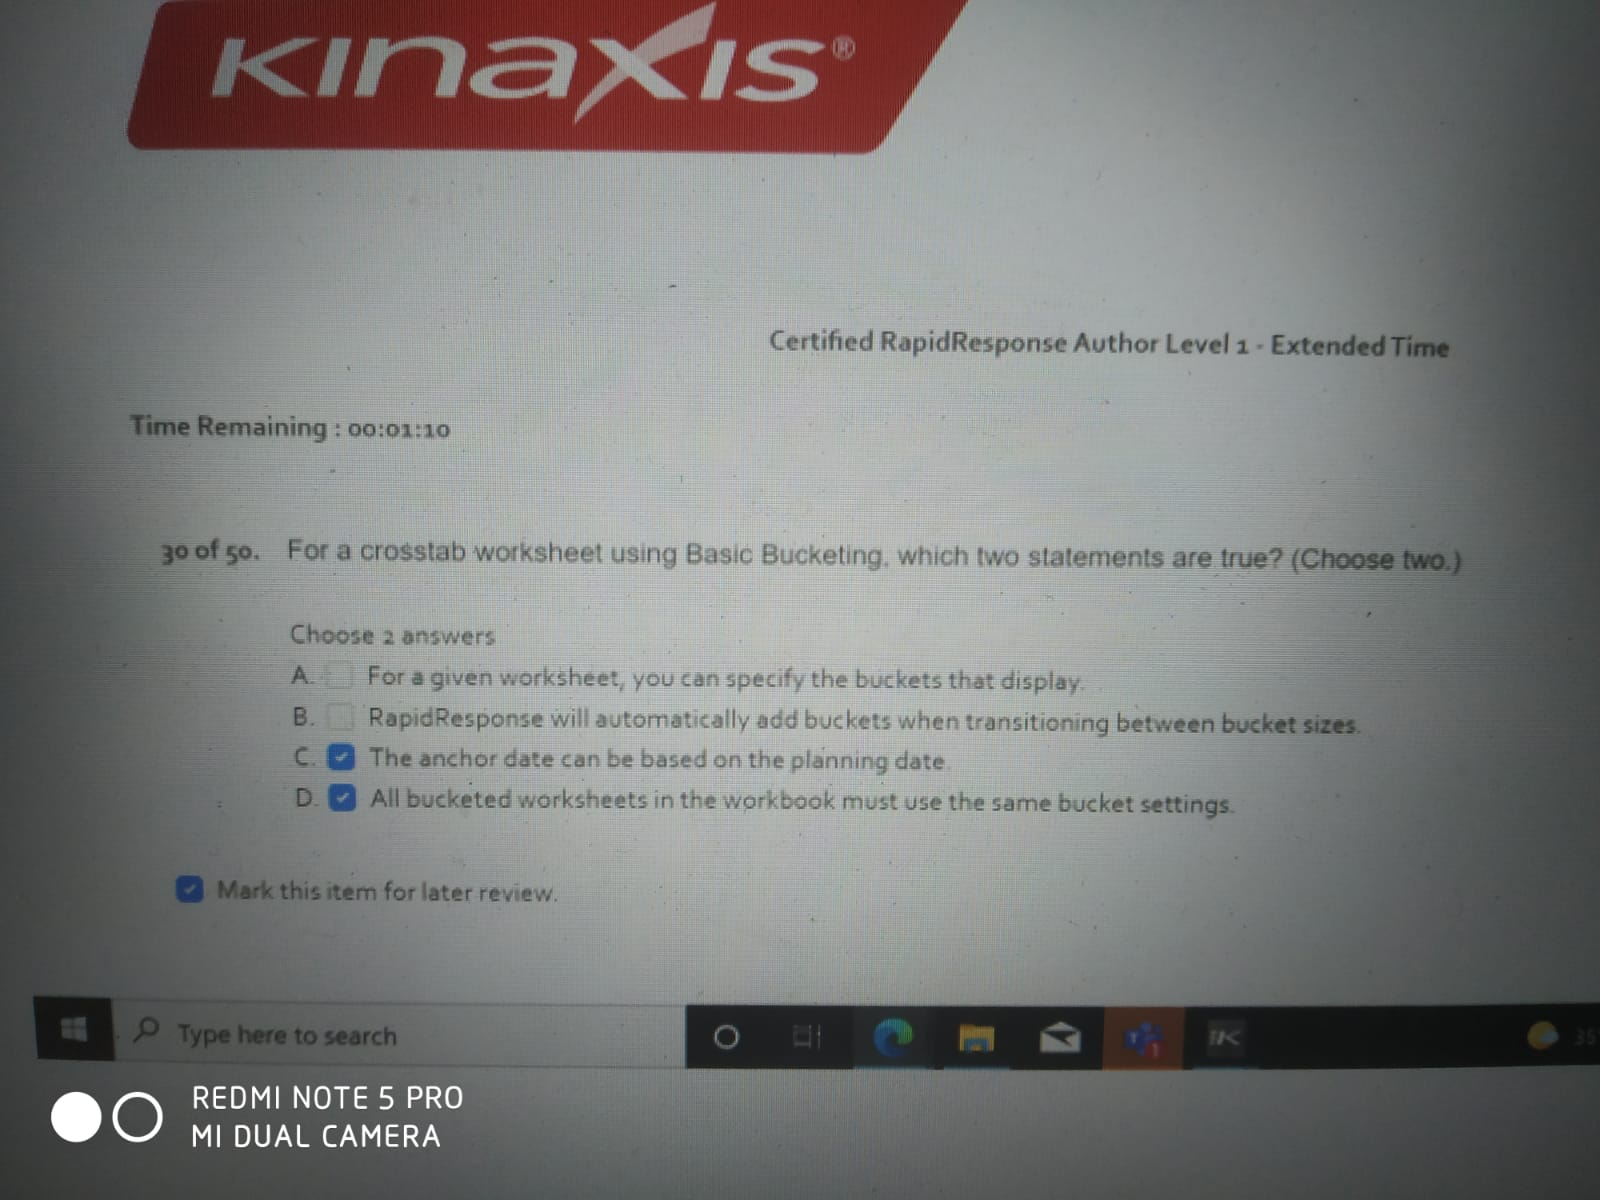 KINAXIS®
Certified RapidResponse Author Level 1 - Extended Time
Time Remaining : 00:01:10
30 of 50. For a crosstab worksheet using Basic Bucketing, which two statements are true? (Choose two.)
Choose 2 answers
A. For a given worksheet, you can specify the buckets that display.
B. RapidResponse will automatically add buckets when transitioning between bucket sizes.
C. The anchor date can be based on the planning date.
D. All bucketed worksheets in the workbook must use the same bucket settings.
Mark this item for later review.
Type here to search
35°
REDMI NOTE 5 PRO
MI DUAL CAMERA